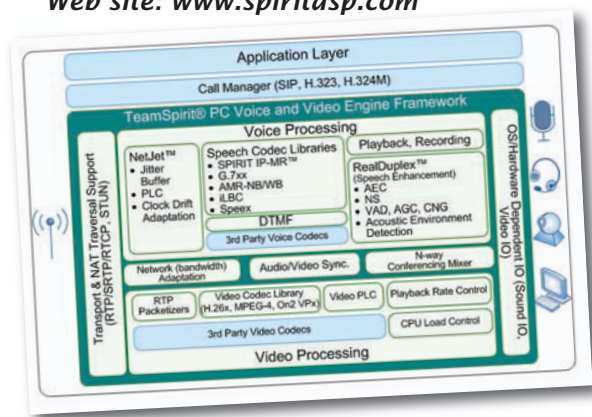 Web site: www.spiritdsp.com
Application Layer
Call Manager (SIP, H.323, H.324M)
TeamSpirit® PC Voice and Video Engine Framework
Transport & NAT Traversal Support
(RTP/SRTP/RTCP, STUN)
Voice Processing
NetJet™
• Jitter
Buffer
• PLC
• Clock Drift
Adaptation
Speech Codec Libraries
• SPIRIT IP-MR™
• G.7xx
• AMR-NB/WB
• iLBC
• Speex
DTMF
3rd Party Voice Codecs
Playback, Recording
RealDuplex™
(Speech Enhancement)
• AEC
• NS
• VAD, AGC, CNG
• Acoustic Environment
Detection
Network (bandwidth)
Adaptation
Audio/Video Sync.
N-way
Conferencing Mixer
RTP
Packetizers
Video Codec Library
(H.26x, MPEG-4, On2 VPx)
Video PLC
Playback Rate Control
3rd Party Video Codecs
CPU Load Control
Video Processing
OS/Hardware Dependent IO (Sound IO,
Video IO)